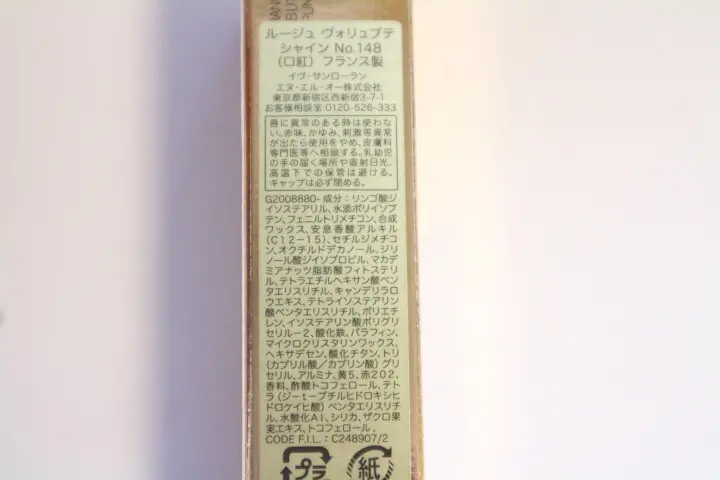 ルージュ ヴォリュプテ
シャイン No.148
(口紅) フランス製
イヴ・サンローラン
エヌ・エル・オー株式会社
東京都新宿区西新宿3-7-1
お客様相談室:0120-526-333
唇に異常のある時は使わな
い。赤味、かゆみ、刺激等異常
が出たら使用をやめ、皮膚科
専門医等へ相談する。乳幼児
の手の届く場所や直射日光、
高温下での保管は避ける。
キャップは必ず閉める。
G2008880- 成分:リンゴ酸ジ
イソステアリル、水添ポリイソブ
テン、フェニルトリメチコン、合成
ワックス、安息香酸アルキル
(C12-15)、セチルジメチコ
ン、オクチルドデカノール、ジリ
ノール酸ジイソプロピル、マカデ
ミアナッツ脂肪酸フィトステリ
ル、テトラエチルヘキサン酸ペン
タエリスリチル、キャンデリラロ
ウエキス、テトライソステアリン
酸ペンタエリスリチル、ポリエチ
レン、イソステアリン酸ポリグリ
セリル-2、酸化鉄、パラフィン、
マイクロクリスタリンワックス、
ヘキサデセン、酸化チタン、トリ
(カプリル酸/カプリン酸) グリ
セリル、アルミナ、黄5、赤202、
香料、酢酸トコフェロール、テト
ラ (ジーtーブチルヒドロキシヒ
ドロケイヒ酸) ペンタエリスリチ
ル、水酸化Al、シリカ、ザクロ果
実エキス、トコフェロール,
CODE F.I.L. : C248907/2
プラ
紙